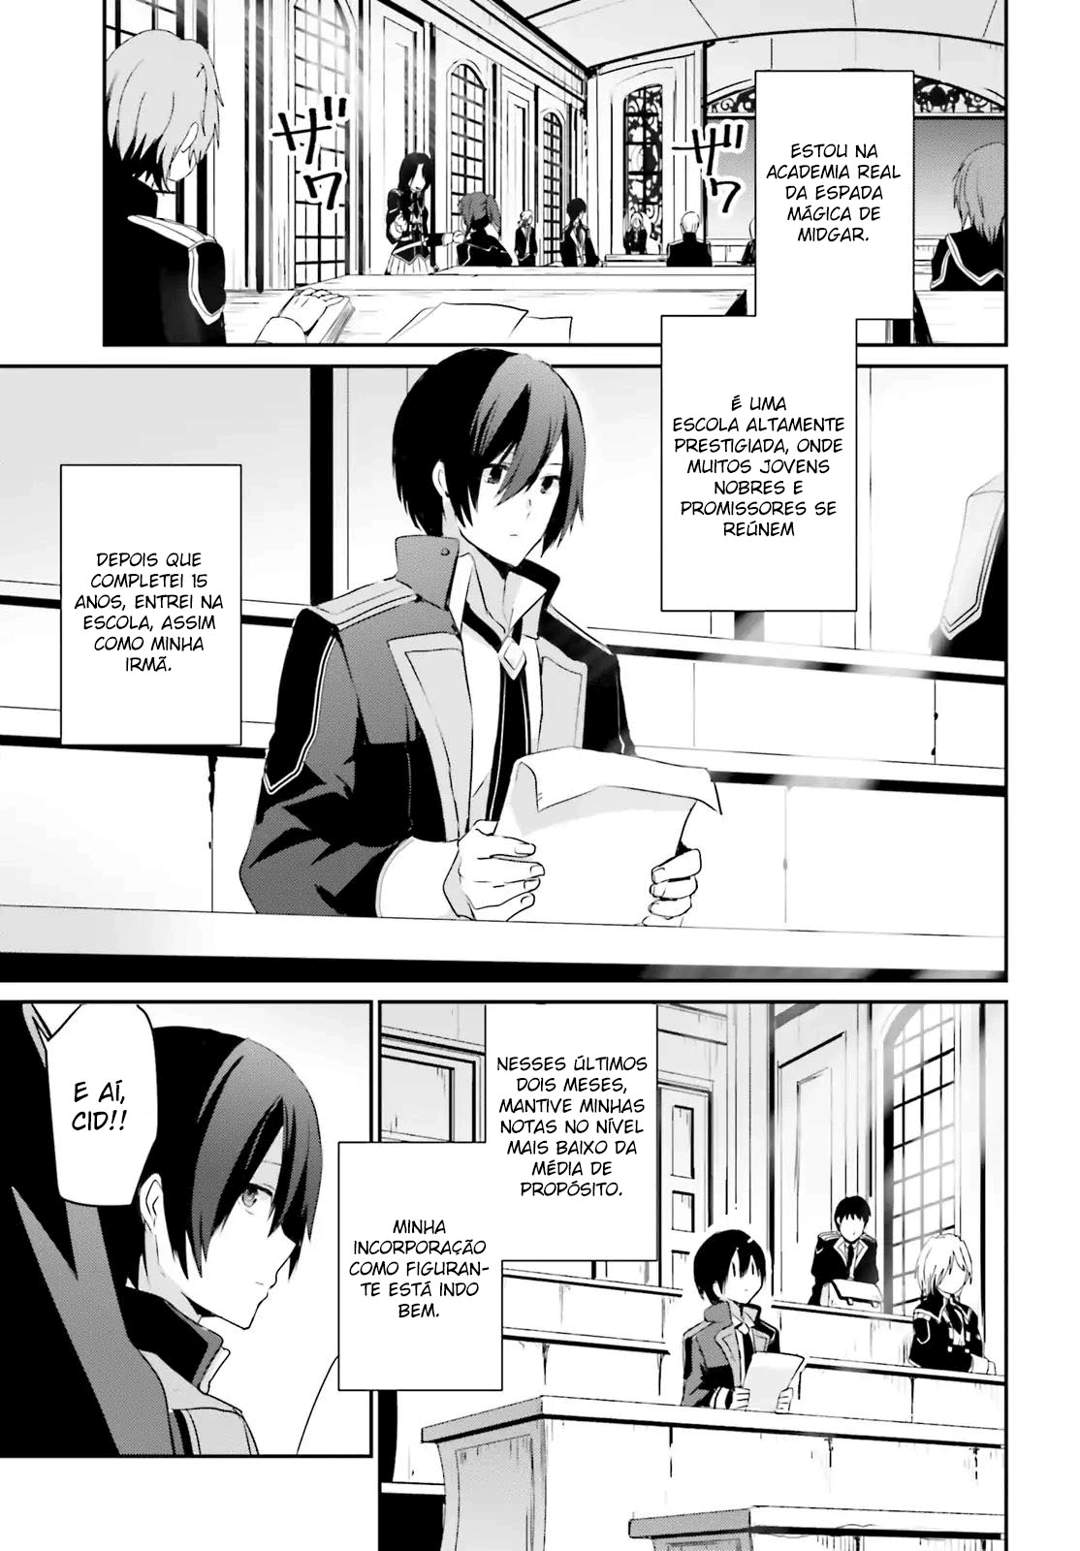 ESTOU NA
ACADEMIA REAL
DA ESPADA
MÁGICA DE
MIDGAR.
ザワ
ザワ
É UMA
ESCOLA ALTAMENTE
PRESTIGIADA, ONDE
MUITOS JOVENS
NOBRES E
PROMISSORES SE
REÚNEM
DEPOIS QUE
COMPLETEI 15
ANOS, ENTREI NA
ESCOLA, ASSIM
COMO MINHA
IRMÃ.
NESSES ÚLTIMOS
DOIS MESES,
MANTIVE MINHAS
NOTAS NO NÍVEL
MAIS BAIXO DA
MÉDIA DE
PROPÓSITO.
MINHA
INCORPORAÇÃO
COMO FIGURAN-
TE ESTÁ INDO
BEM.
E AÍ,
CID!!